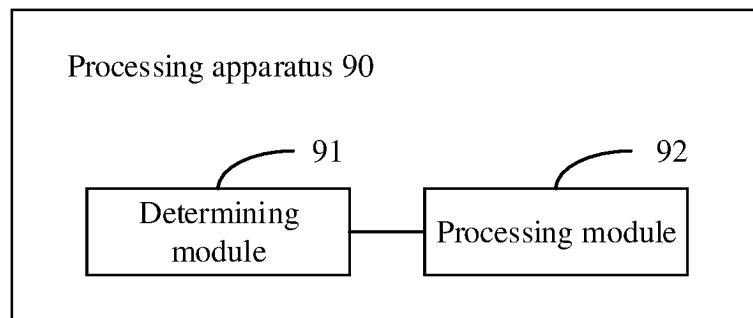 Processing apparatus 90
91
92
Determining
module
Processing module